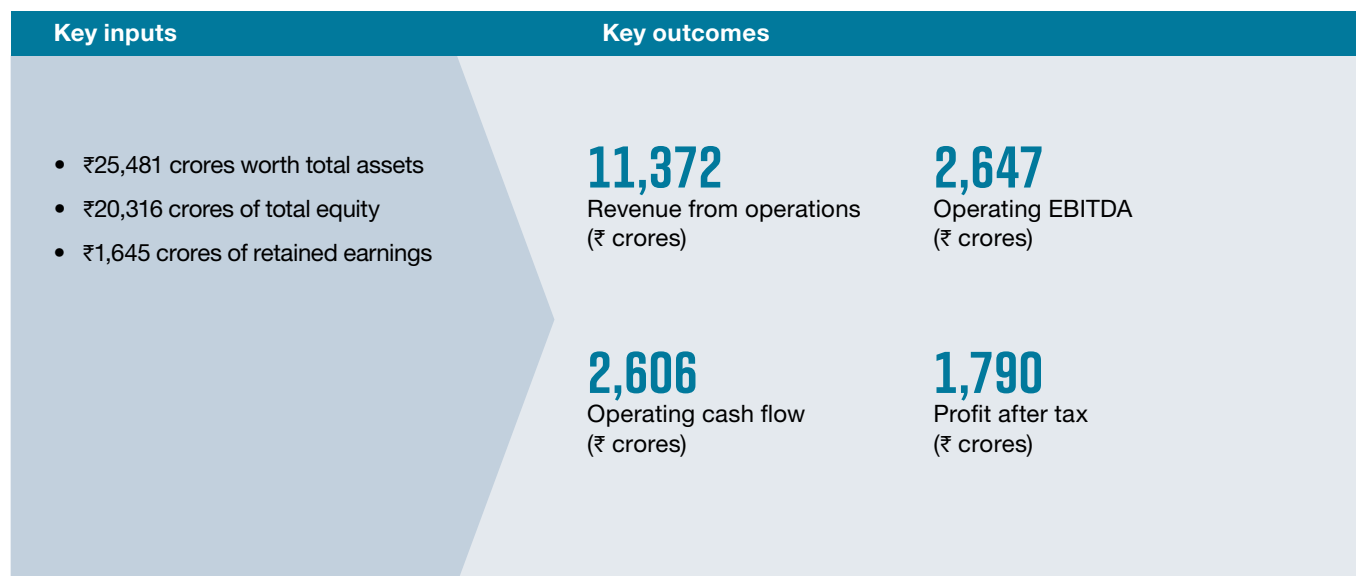 Key inputs
Key outcomes
• ₹25,481 crores worth total assets
• ₹20,316 crores of total equity
• ₹1,645 crores of retained earnings
11,372
Revenue from operations
(₹ crores)
2,647
Operating EBITDA
(₹ crores)
2,606
Operating cash flow
(₹ crores)
1,790
Profit after tax
(₹ crores)